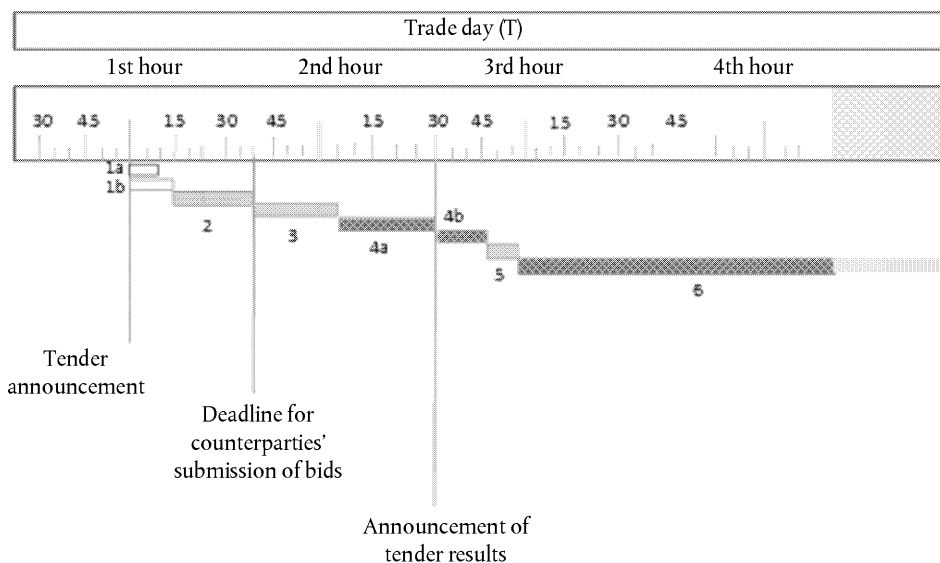 Trade day (T)
1st hour 2nd hour 3rd hour 4th hour
30 45 15 30 45 15 30 45 15 30 45
1a
1b
2
3
4a
4b
5
6
Tender
announcement
Deadline for
counterparties’
submission of bids
Announcement of
tender results